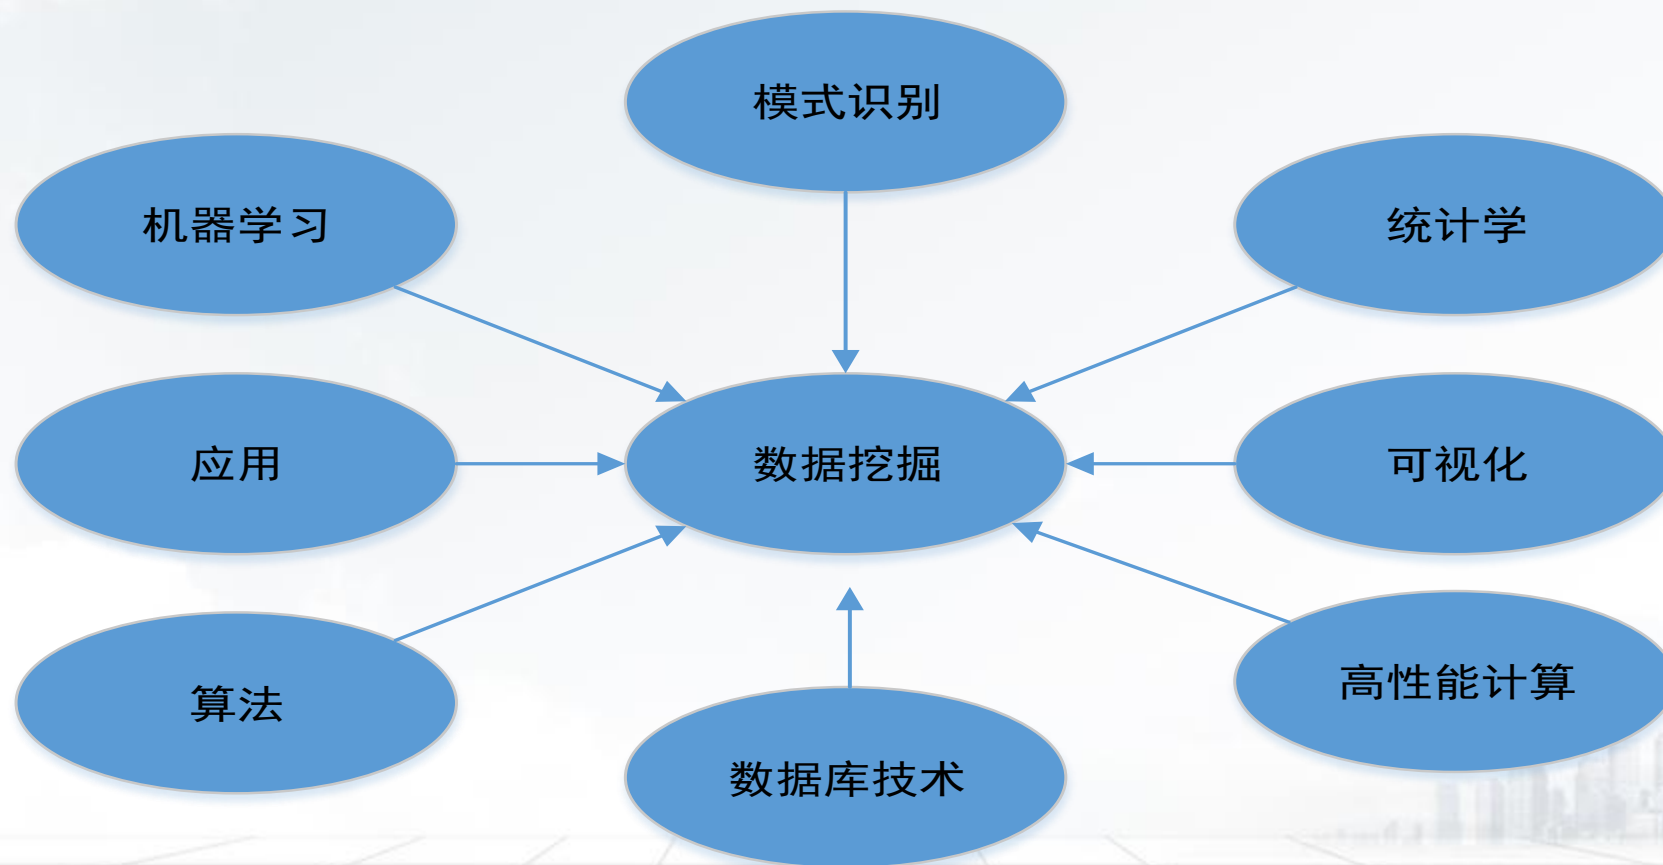 模式识别
机器学习
统计学
应用
数据挖掘
可视化
算法
高性能计算
数据库技术